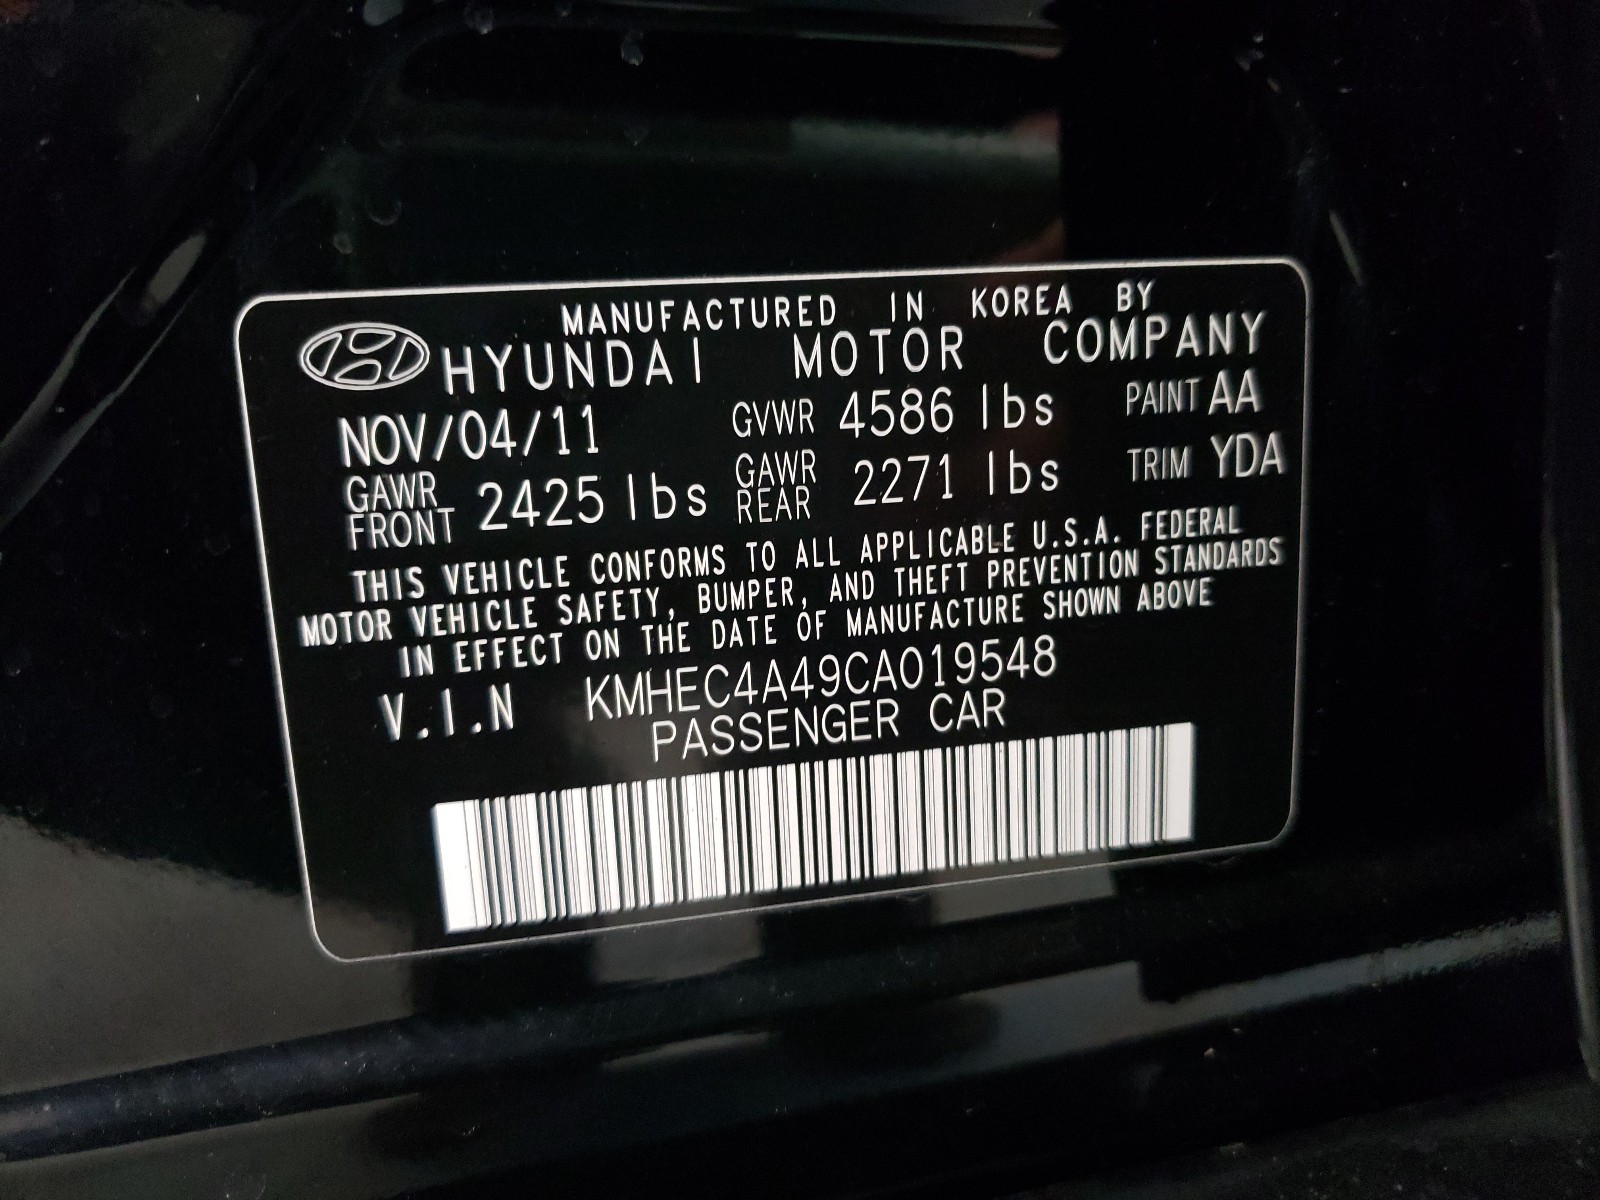 MANUFACTURED IN KOREA BY
HYUNDAI MOTOR COMPANY
NOV/04/11 GVWR 4586 lbs PAINT AA
GAWR FRONT 2425 lbs GAWR REAR 2271 lbs TRIM YDA
THIS VEHICLE CONFORMS TO ALL APPLICABLE U.S.A. FEDERAL
MOTOR VEHICLE SAFETY, BUMPER, AND THEFT PREVENTION STANDARDS
IN EFFECT ON THE DATE OF MANUFACTURE SHOWN ABOVE
V.I.N KMHEC4A49CA019548
PASSENGER CAR